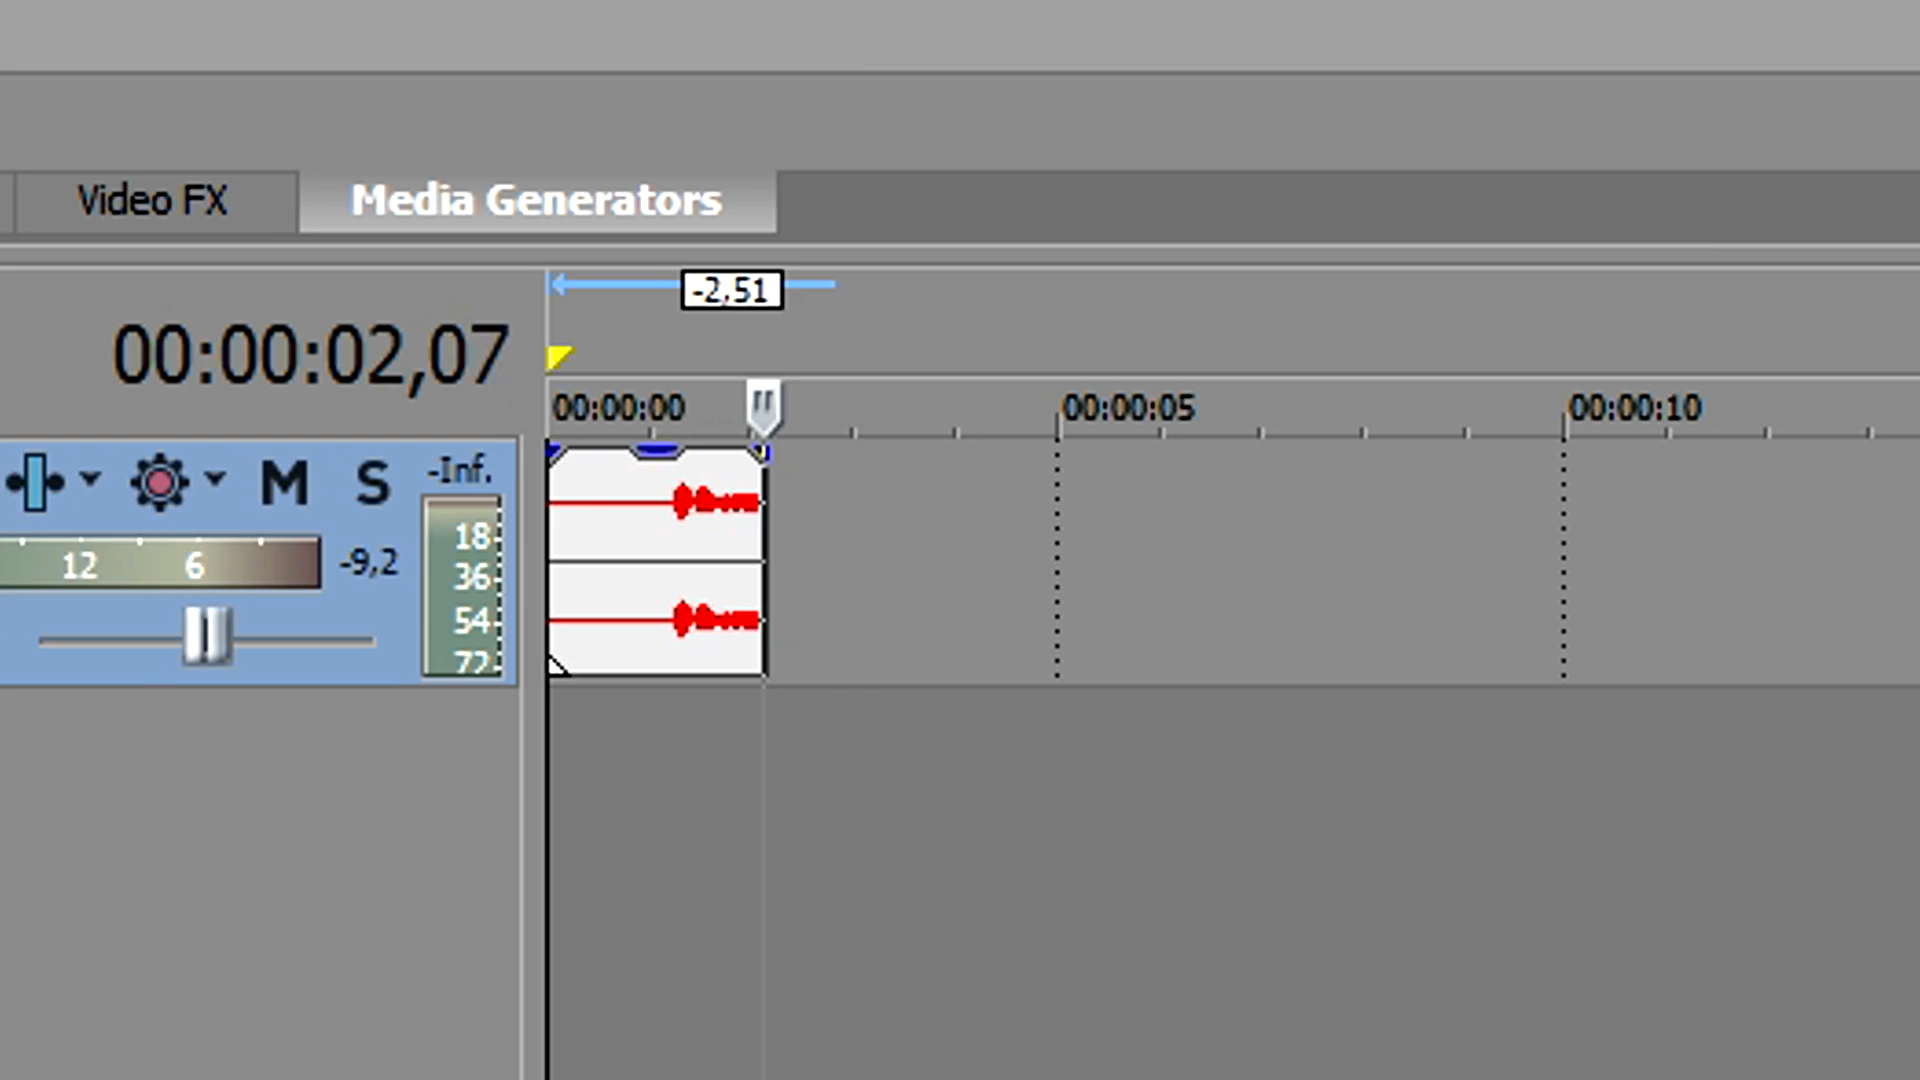 Video FX
Media Generators
-2,51
00:00:02,07
00:00:00
00:00:05
00:00:10
M S -Inf.
12 6 -9,2
18
36
54
72